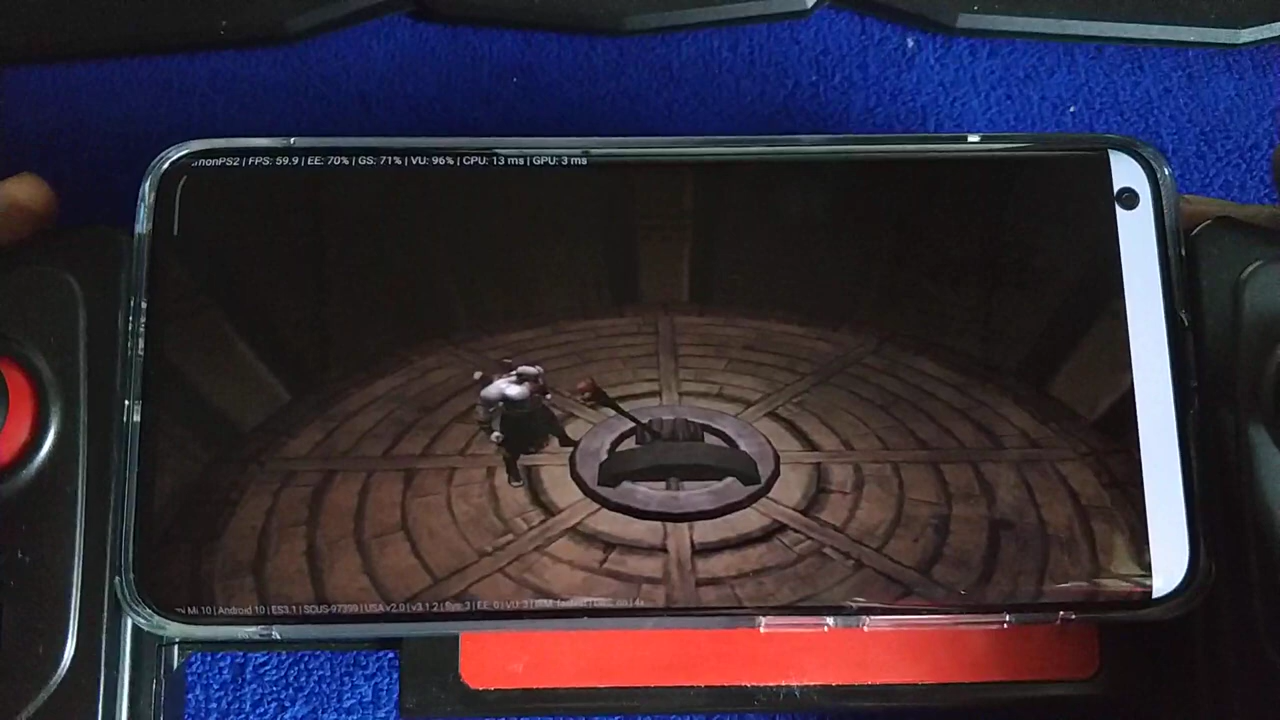 monPS2 | FPS: 59.9 | EE: 70% | GS: 71% | VU: 96% | CPU: 13 ms | GPU: 3 ms
Mi 10 | Android 10 | ES3.1 | SCUS-97399 | USA v2.0 | v3.1.2 |